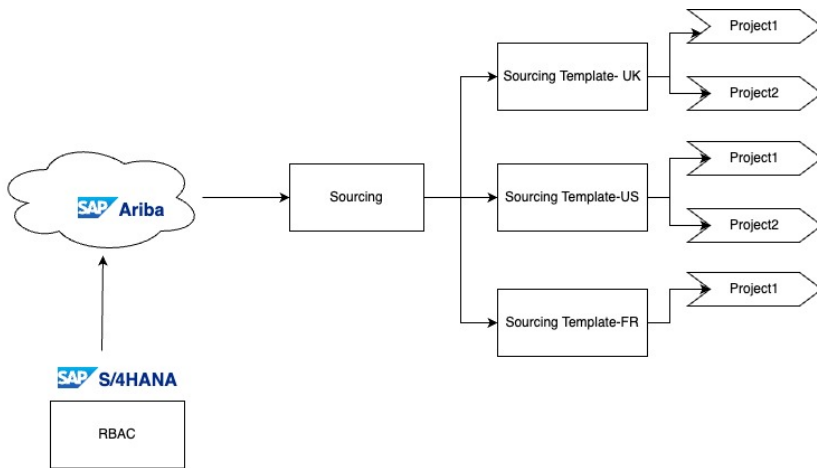 Project1
Sourcing Template- UK
Project2
Project1
SAP Ariba
Sourcing
Sourcing Template-US
Project2
Project1
Sourcing Template-FR
SAP S/4HANA
RBAC